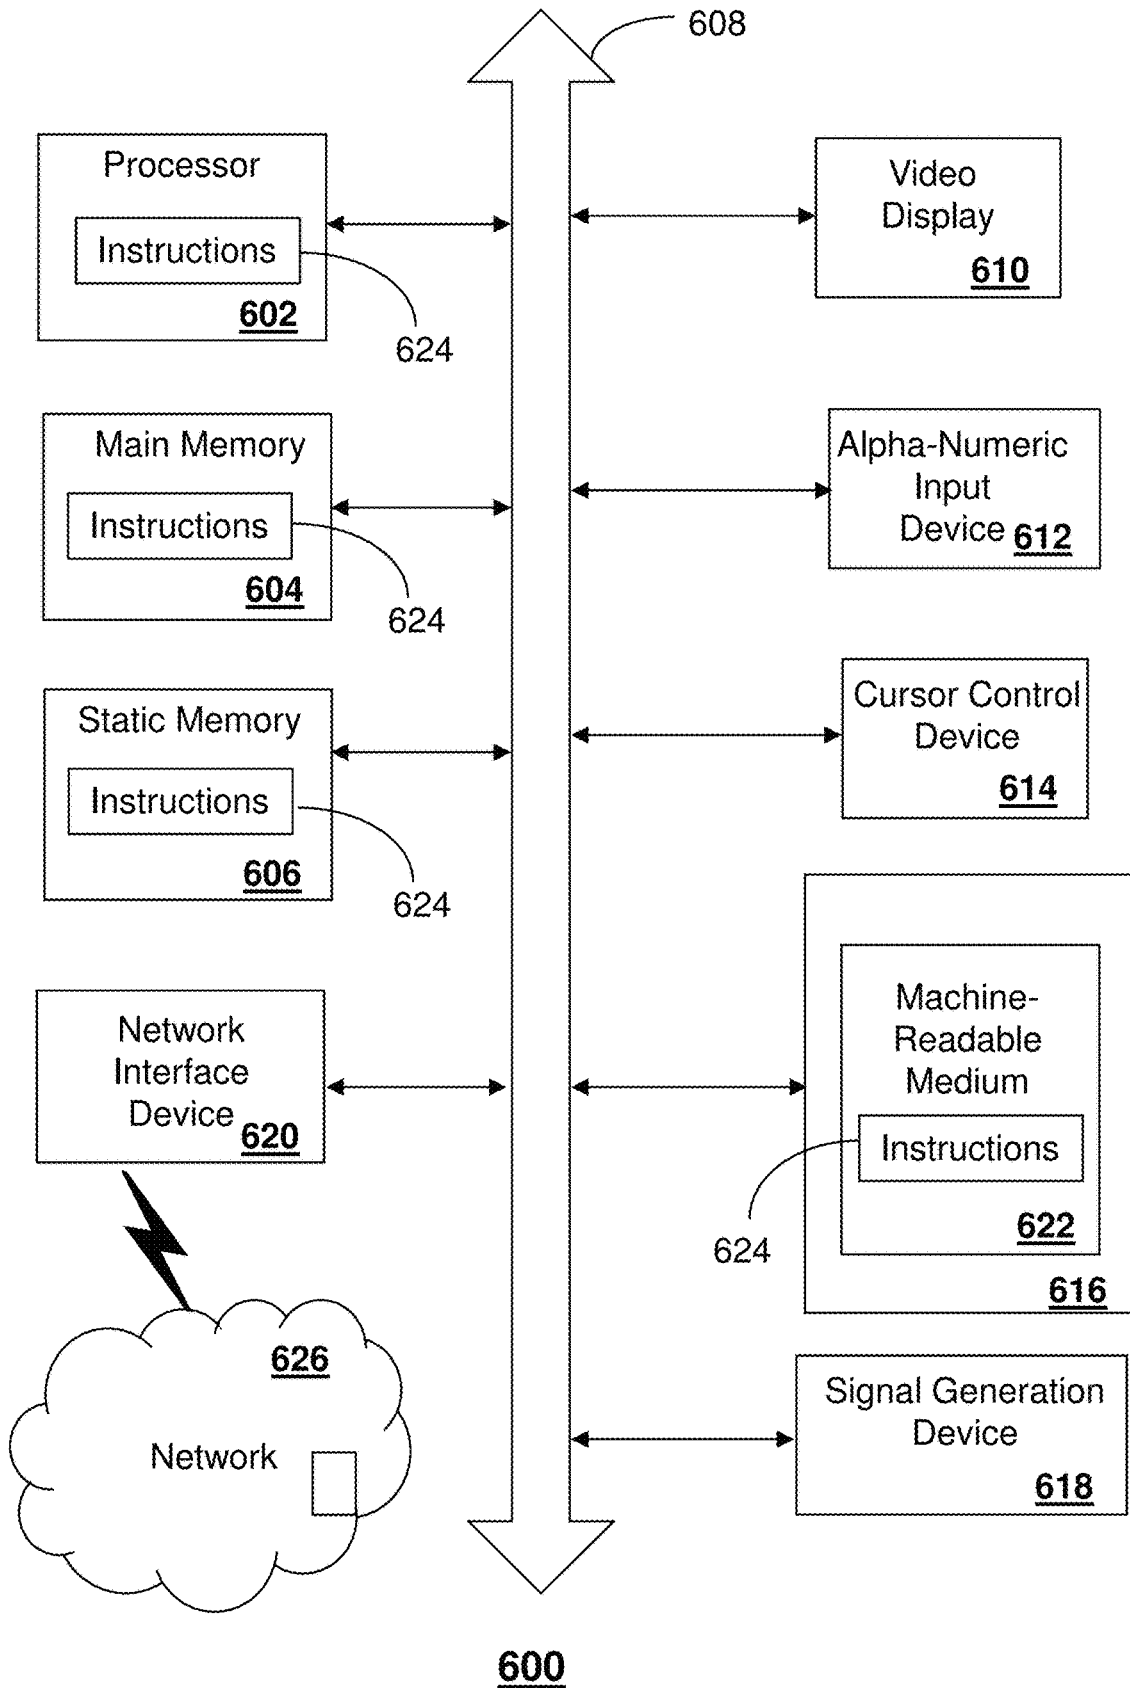 608
Processor
Instructions
602
624
Main Memory
Instructions
604
624
Static Memory
Instructions
606
624
Network
Interface
Device
620
626
Network
Video
Display
610
Alpha-Numeric
Input
Device
612
Cursor Control
Device
614
Machine-
Readable
Medium
Instructions
622
624
616
Signal Generation
Device
618
600